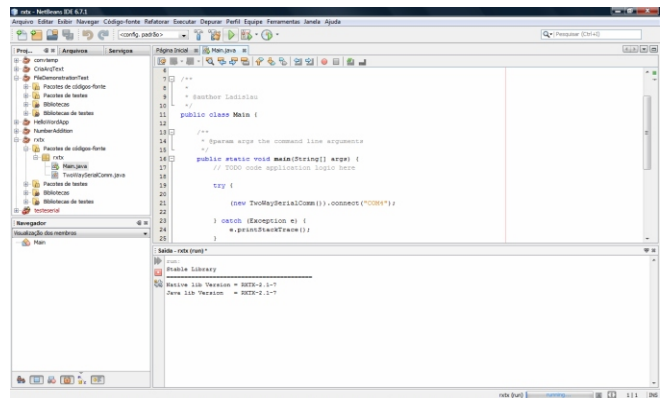 rxtx - NetBeans IDE 6.7.1
Arquivo Editar Exibir Navegar Código-fonte Refatorar Executar Depurar Perfil Equipe Ferramentas Janela Ajuda
<config. padrão>
Pesquisar (Ctrl+I)
Proj... Arquivos Serviços
Página Inicial Main.java
comitemp
CriaArqText
FileDemonstrationText
Pacotes de códigos-fonte
Pacotes de testes
Bibliotecas
Bibliotecas de testes
HelloWordApp
NumberAddition
rxtx
Pacotes de códigos-fonte
rxtx
Main.java
TwoWaySerialComm.java
Pacotes de testes
Bibliotecas
Bibliotecas de testes
testeserial
Navegador
Visualização dos membros
Main
6
7 /**
8 *
9 * @author Ladislau
10 */
11 public class Main {
12
13 /**
14 * @param args the command line arguments
15 */
16 public static void main(String[] args) {
17 // TODO code application logic here
18
19 try {
20
21 (new TwoWaySerialComm()).connect("COM4");
22
23 } catch (Exception e) {
24 e.printStackTrace();
25 }
Saída - rxtx (run)
run:
Stable Library
=========================================
Native lib Version = RXTX-2.1-7
Java lib Version = RXTX-2.1-7
rxtx (run) running...
1|1 INS